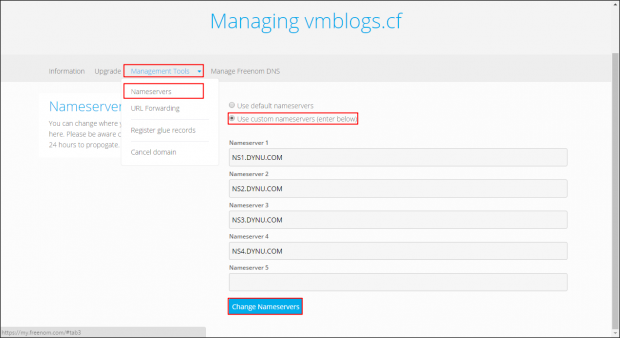 Managing vmblogs.cf
Information Upgrade Management Tools Manage Freenom DNS
Nameservers
URL Forwarding
Register glue records
Cancel domain
Nameserver
You can change where y
here. Please be aware c
24 hours to propogate.
Use default nameservers
Use custom nameservers (enter below)
Nameserver 1
NS1.DYNU.COM
Nameserver 2
NS2.DYNU.COM
Nameserver 3
NS3.DYNU.COM
Nameserver 4
NS4.DYNU.COM
Nameserver 5
Change Nameservers
https://my.freenom.com/#tab3